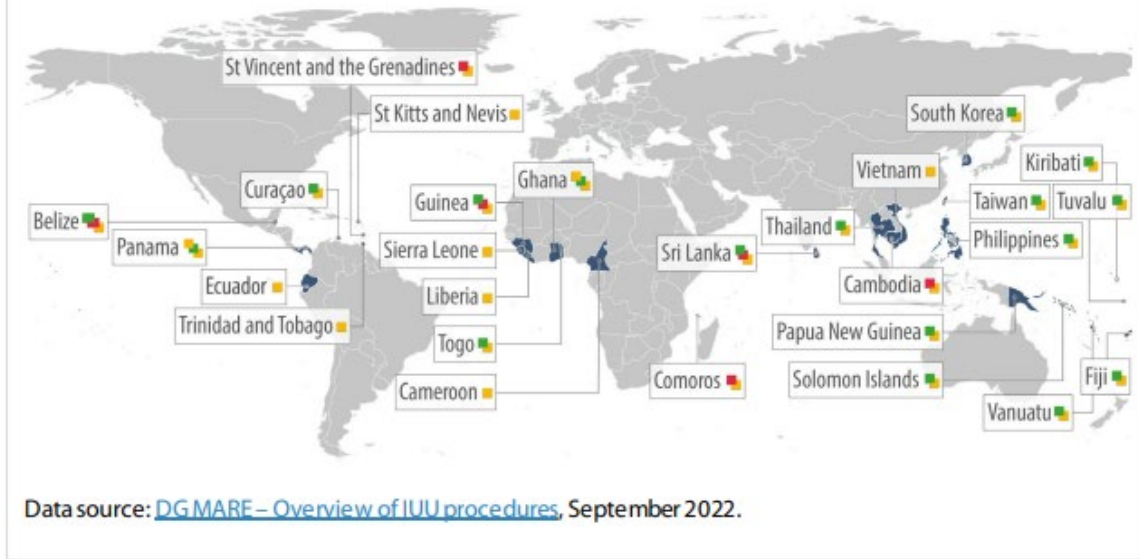 St Vincent and the Grenadines
St Kitts and Nevis
South Korea
Ghana
Vietnam
Kiribati
Curaçao
Guinea
Taiwan
Tuvalu
Belize
Thailand
Panama
Sierra Leone
Sri Lanka
Philippines
Ecuador
Liberia
Cambodia
Trinidad and Tobago
Togo
Papua New Guinea
Cameroon
Comoros
Solomon Islands
Fiji
Vanuatu
Data source: DG MARE – Overview of IUU procedures, September 2022.